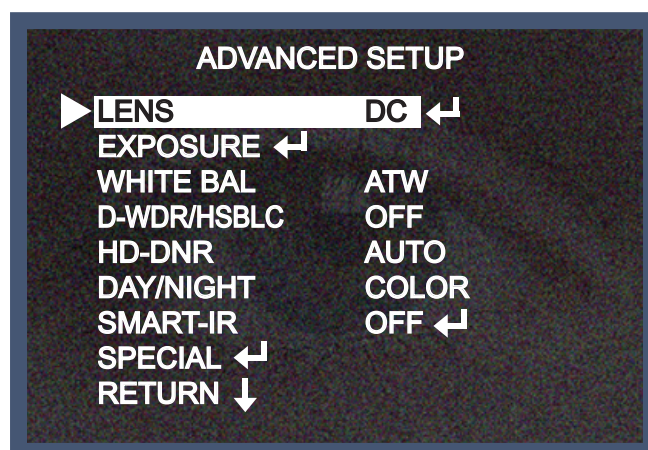 ADVANCED SETUP
LENS DC ↵
EXPOSURE ↵
WHITE BAL ATW
D-WDR/HSBLC OFF
HD-DNR AUTO
DAY/NIGHT COLOR
SMART-IR OFF ↵
SPECIAL ↵
RETURN ↓